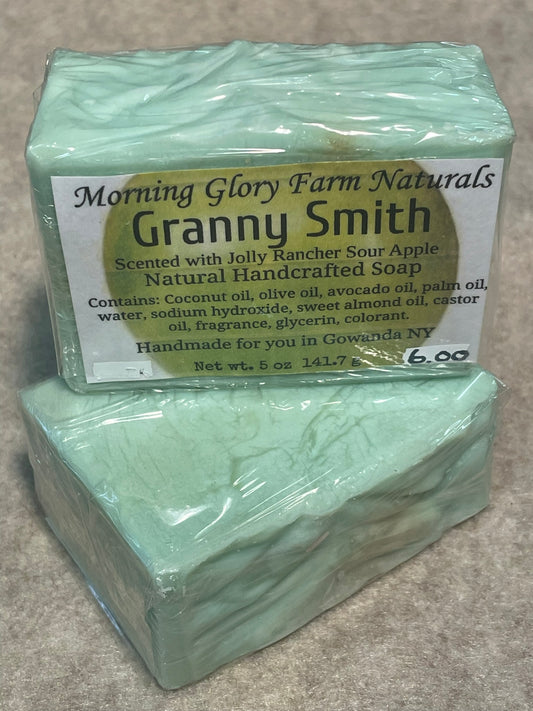 Morning Glory Farm Naturals
Granny Smith
Scented with Jolly Rancher Sour Apple
Natural Handcrafted Soap
Contains: Coconut oil, olive oil, avocado oil, palm oil,
water, sodium hydroxide, sweet almond oil, castor
oil, fragrance, glycerin, colorant.
Handmade for you in Gowanda NY
Net wt. 5 oz 141.7 g 6.00